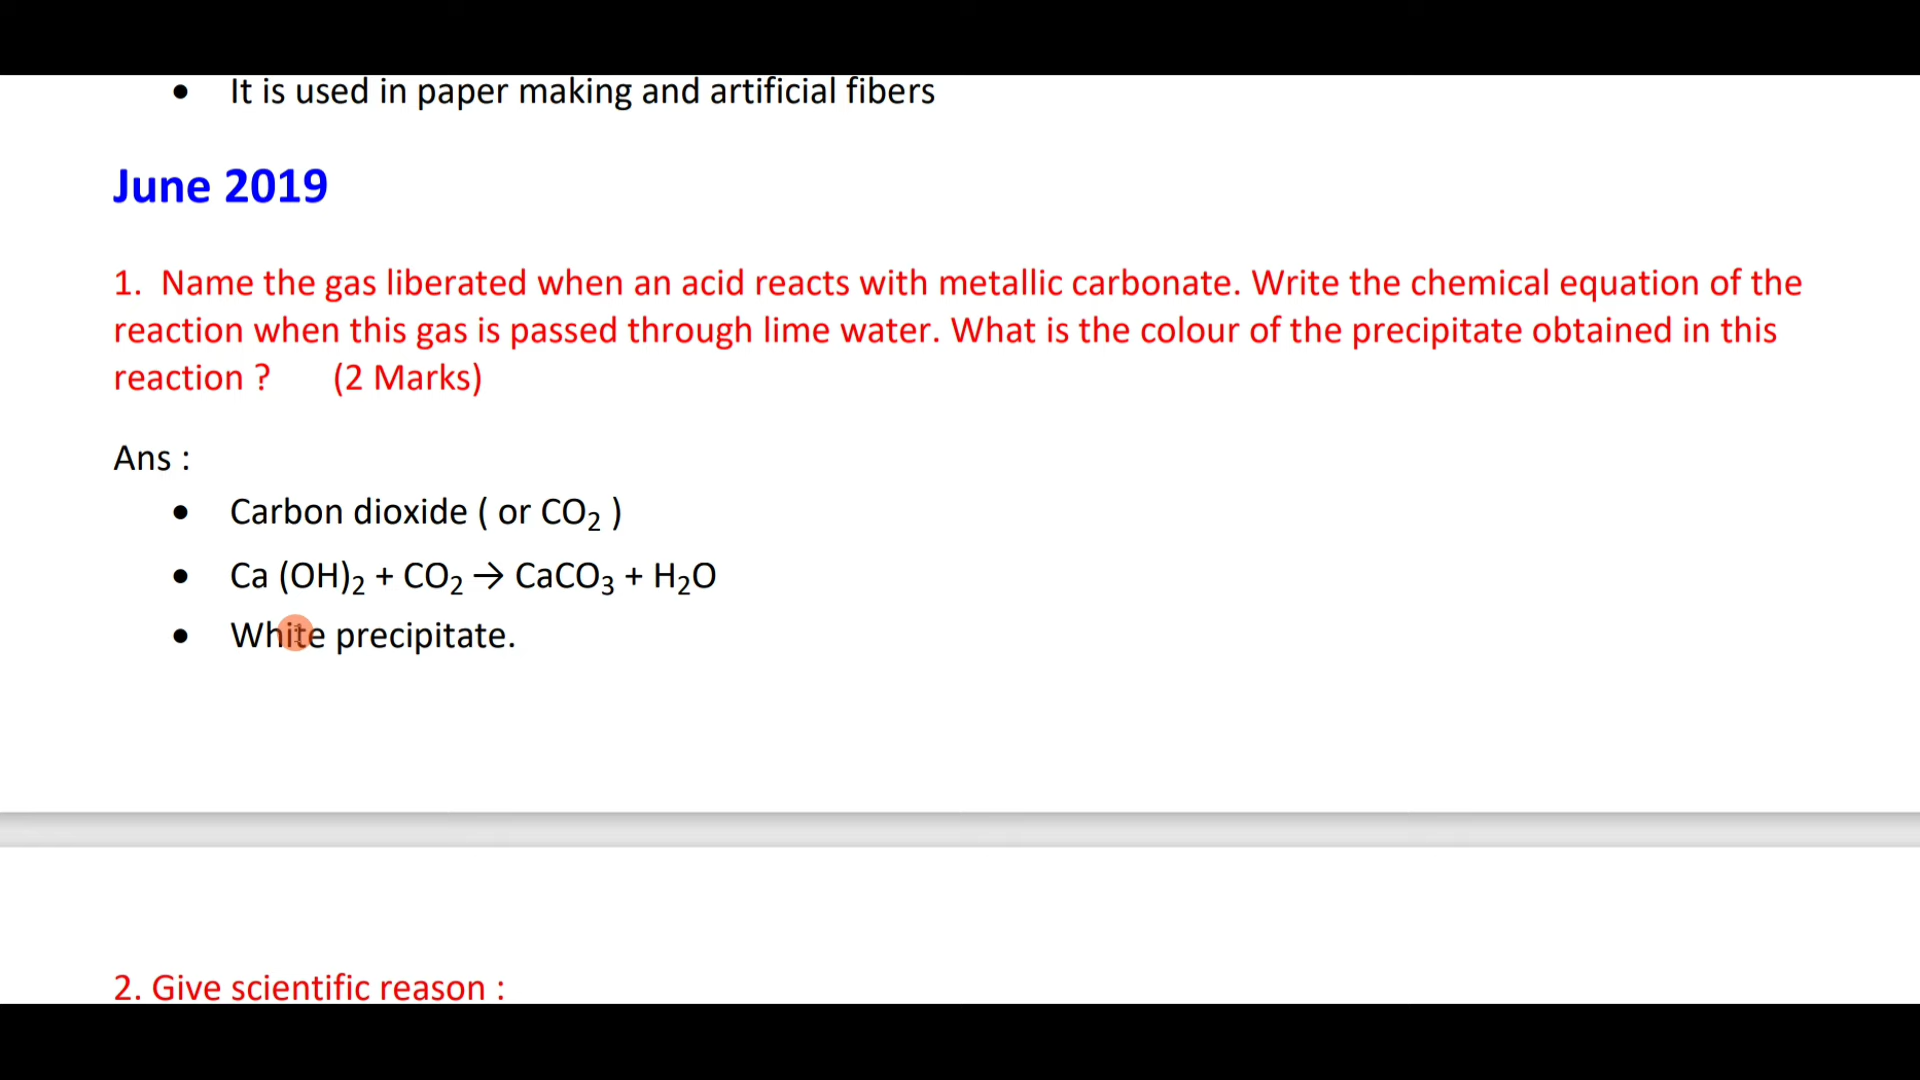 • It is used in paper making and artificial fibers
June 2019
1. Name the gas liberated when an acid reacts with metallic carbonate. Write the chemical equation of the
reaction when this gas is passed through lime water. What is the colour of the precipitate obtained in this
reaction ? (2 Marks)
Ans :
• Carbon dioxide ( or CO₂ )
• Ca (OH)₂ + CO₂ → CaCO₃ + H₂O
• White precipitate.
2. Give scientific reason :